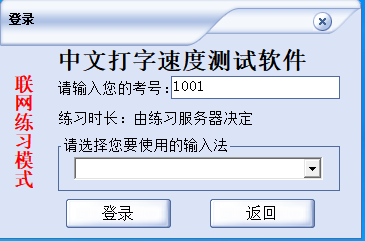 登录
中文打字速度测试软件
联网练习模式
请输入您的考号:1001
练习时长：由练习服务器决定
请选择您要使用的输入法
登录
返回